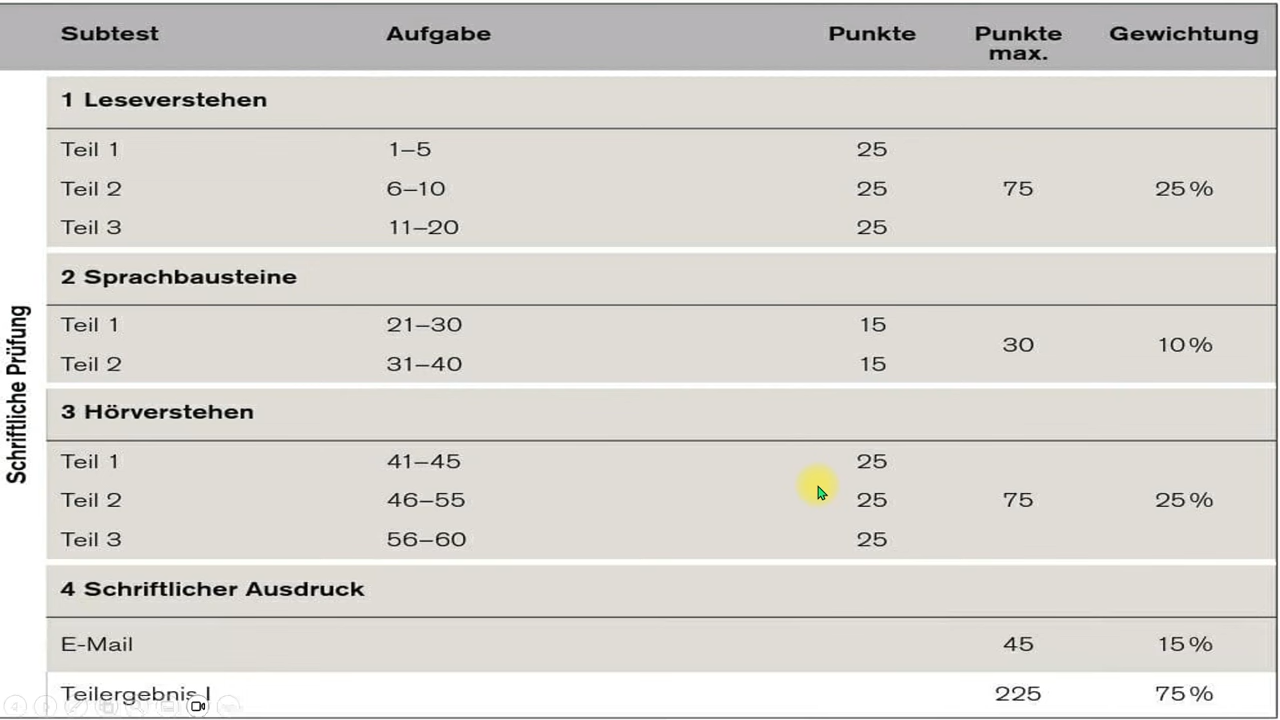 Subtest Aufgabe Punkte Punkte max. Gewichtung
Schriftliche Prüfung
1 Leseverstehen
Teil 1 1–5 25
Teil 2 6–10 25 75 25 %
Teil 3 11–20 25
2 Sprachbausteine
Teil 1 21–30 15
30 10 %
Teil 2 31–40 15
3 Hörverstehen
Teil 1 41–45 25
Teil 2 46–55 25 75 25 %
Teil 3 56–60 25
4 Schriftlicher Ausdruck
E-Mail 45 15 %
Teilergebnis I 225 75 %